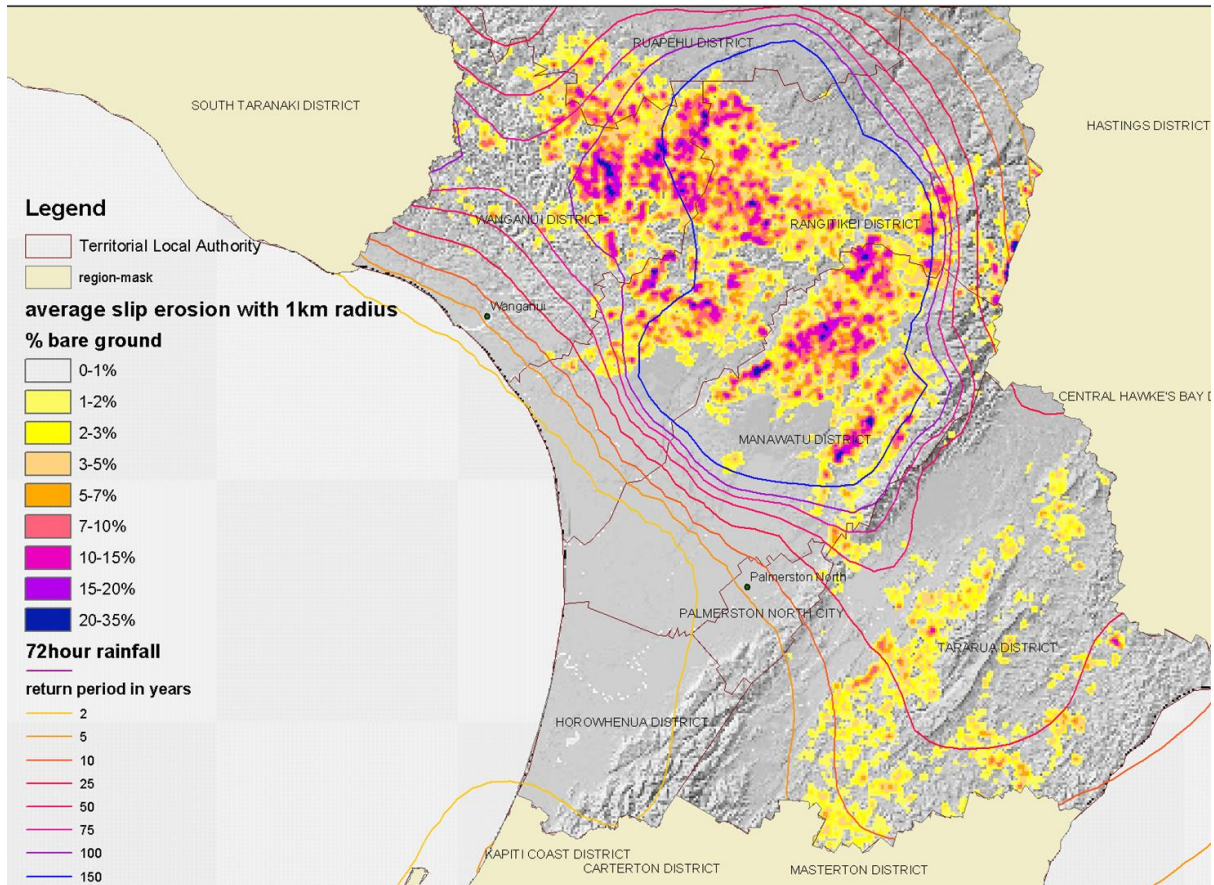 RUAPEHU DISTRICT
SOUTH TARANAKI DISTRICT
HASTINGS DISTRICT
WANGANUI DISTRICT
RANGITIKEI DISTRICT
Wanganui
CENTRAL HAWKE'S BAY D
MANAWATU DISTRICT
Palmerston North
PALMERSTON NORTH CITY
TARARUA DISTRICT
HOROWHENUA DISTRICT
KAPITI COAST DISTRICT
CARTERTON DISTRICT
MASTERTON DISTRICT
Legend
Territorial Local Authority
region-mask
average slip erosion with 1km radius
% bare ground
0-1%
1-2%
2-3%
3-5%
5-7%
7-10%
10-15%
15-20%
20-35%
72hour rainfall
return period in years
2
5
10
25
50
75
100
150